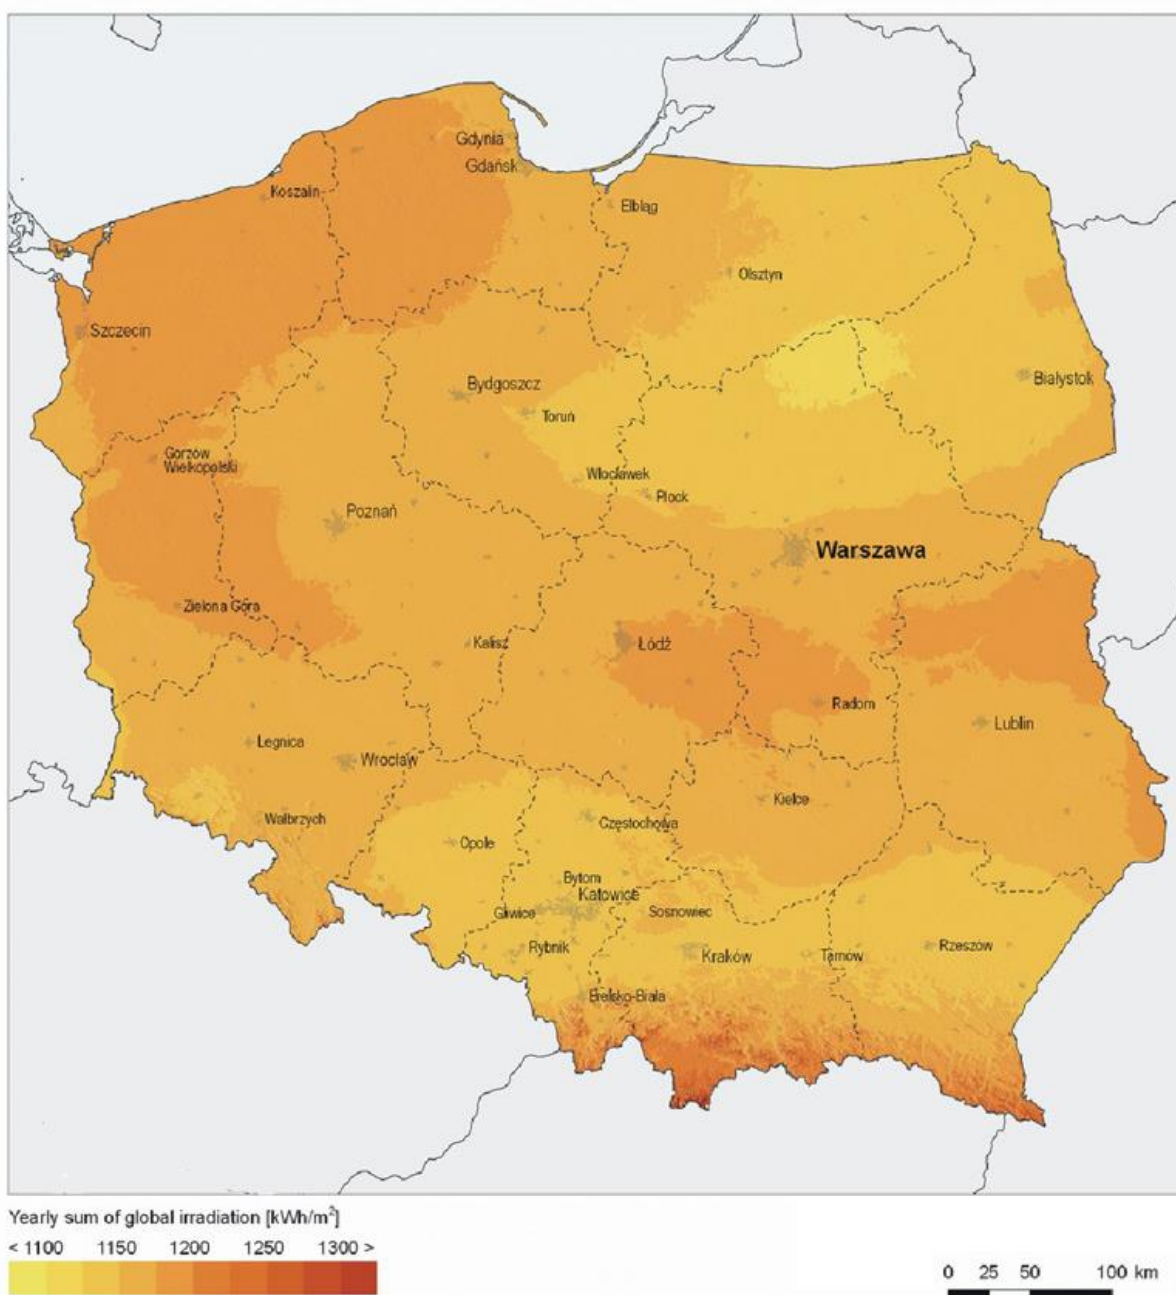 Gdynia
Gdańsk
Koszalin
Elbląg
Olsztyn
Szczecin
Bydgoszcz
Białystok
Toruń
Gorzów
Wielkopolski
Włocławek
Płock
Poznań
Warszawa
Zielona Góra
Kalisz
Łódź
Radom
Lublin
Legnica
Wrocław
Kielce
Wałbrzych
Częstochowa
Opole
Bytom
Katowice
Gliwice
Sosnowiec
Rybnik
Kraków
Tarnów
Rzeszów
Bielsko-Biała
Yearly sum of global irradiation [kWh/m²]
< 1100 1150 1200 1250 1300 >
0 25 50 100 km